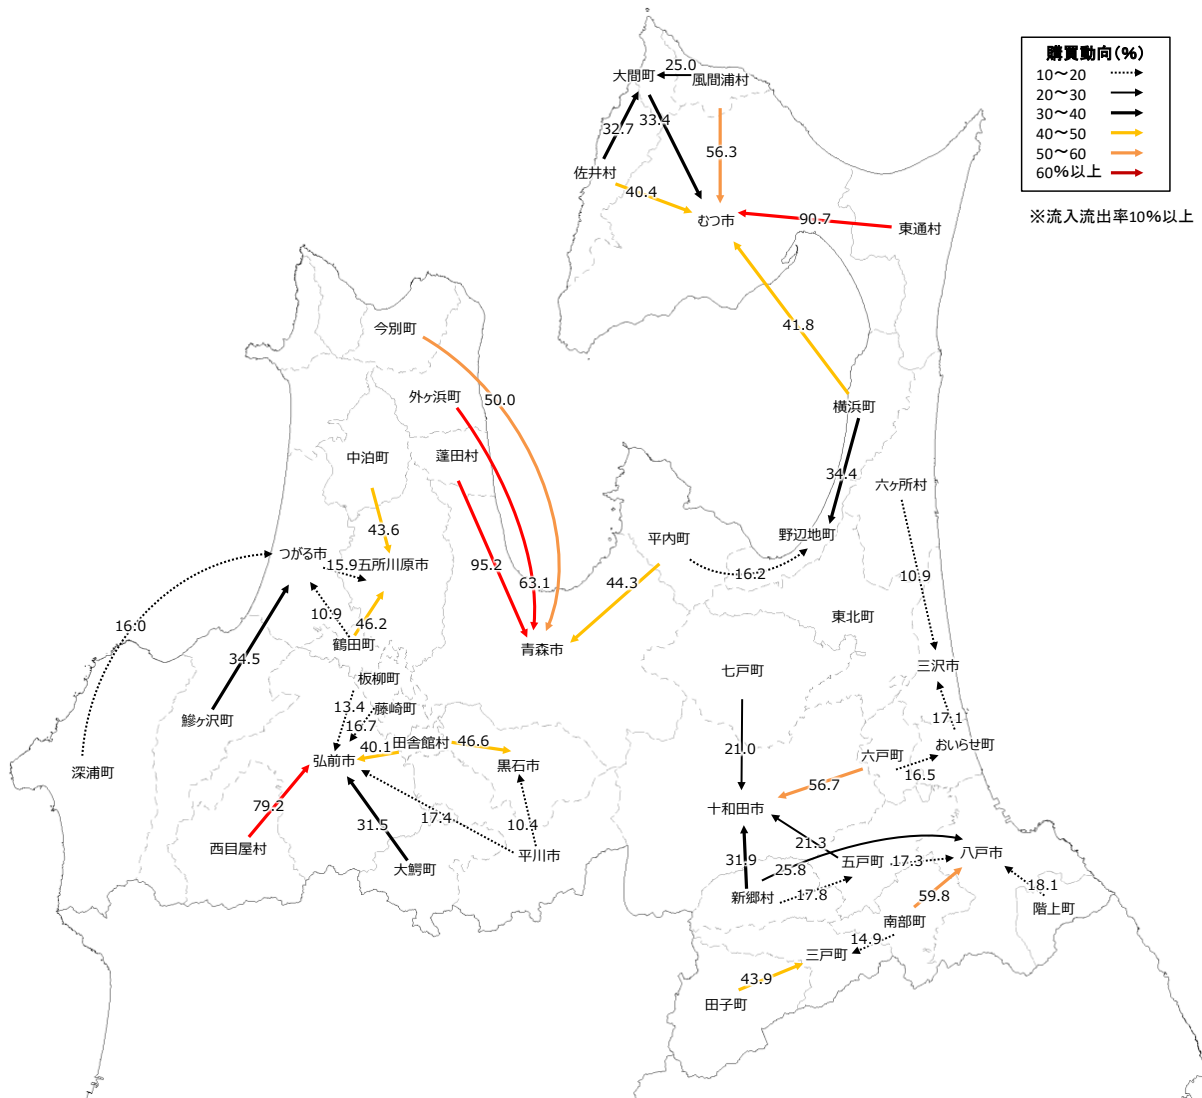 購買動向(%)
10～20
20～30
30～40
40～50
50～60
60%以上
※流入流出率10%以上
25.0
大間町
風間浦村
32.7
33.4
56.3
佐井村
40.4
むつ市
90.7
東通村
今別町
41.8
外ヶ浜町
50.0
横浜町
中泊町
蓬田村
34.4
六ヶ所村
43.6
平内町
野辺地町
つがる市
15.9
五所川原市
95.2
63.1
44.3
16.2
10.9
10.9
46.2
16.0
鶴田町
東北町
34.5
青森市
三沢市
板柳町
七戸町
13.4
藤崎町
鰺ヶ沢町
16.7
17.1
40.1
田舎館村
46.6
21.0
おいらせ町
深浦町
弘前市
黒石市
六戸町
16.5
56.7
79.2
31.5
17.4
10.4
十和田市
西目屋村
21.3
大鰐町
平川市
31.9
25.8
五戸町
17.3
八戸市
新郷村
17.8
59.8
18.1
南部町
階上町
14.9
三戸町
43.9
田子町